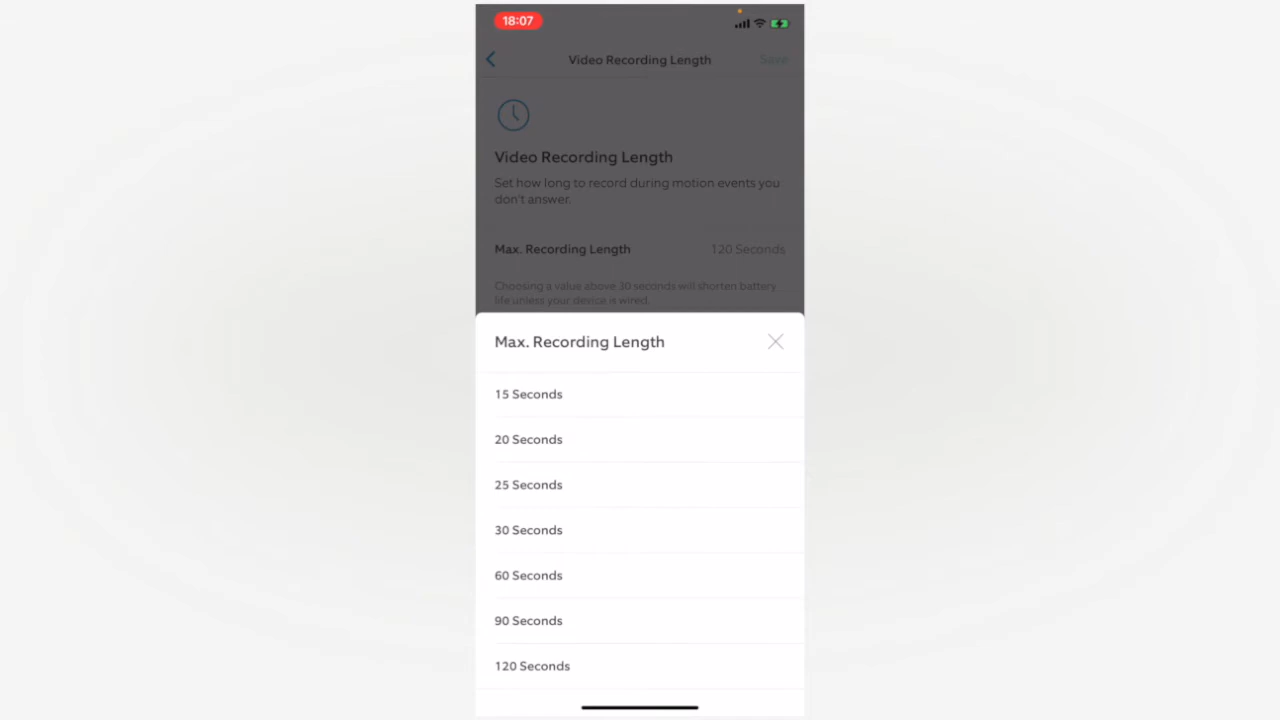 18:07
Video Recording Length
Save
Video Recording Length
Set how long to record during motion events you
don't answer.
Max. Recording Length 120 Seconds
Choosing a value above 30 seconds will shorten battery
life unless your device is wired.
Max. Recording Length
15 Seconds
20 Seconds
25 Seconds
30 Seconds
60 Seconds
90 Seconds
120 Seconds